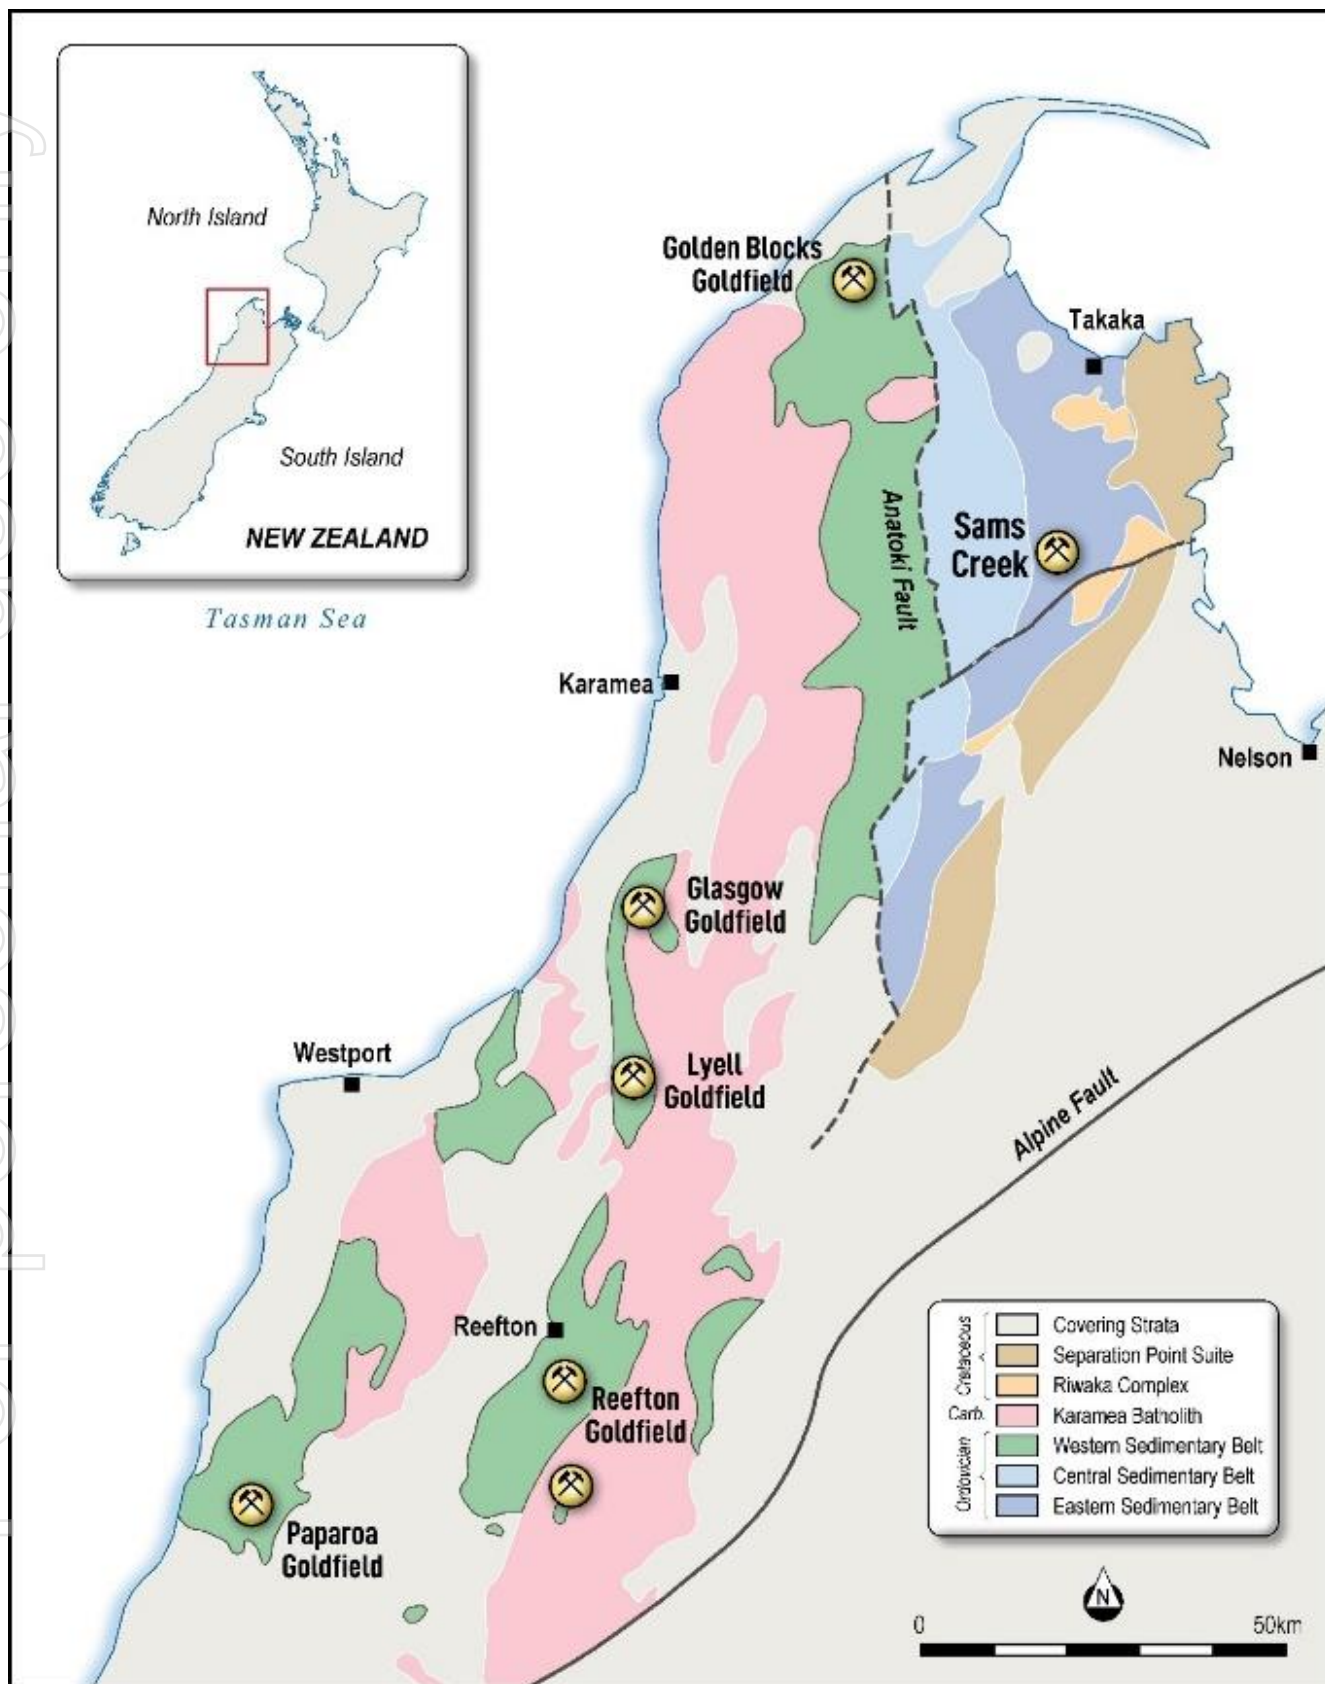 North Island
South Island
NEW ZEALAND
Tasman Sea
Golden Blocks
Goldfield
Takaka
Anatoki Fault
Sams
Creek
Karamea
Nelson
Glasgow
Goldfield
Westport
Lyell
Goldfield
Alpine Fault
Reefton
Reefton
Goldfield
Paparoa
Goldfield
Cretaceous
Covering Strata
Separation Point Suite
Riwaka Complex
Carb.
Karamea Batholith
Ordovician
Western Sedimentary Belt
Central Sedimentary Belt
Eastern Sedimentary Belt
N
0
50km